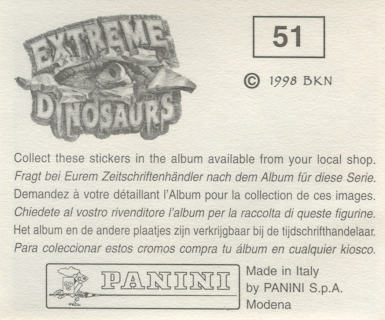 EXTREME
DINOSAURS
51
© 1998 BKN
Collect these stickers in the album available from your local shop.
Fragt bei Eurem Zeitschriftenhändler nach dem Album für diese Serie.
Demandez à votre détaillant l'Album pour la collection de ces images.
Chiedete al vostro rivenditore l'album per la raccolta di queste figurine.
Het album en de andere plaatjes zijn verkrijgbaar bij de tijdschrifthandelaar.
Para coleccionar estos cromos compra tu álbum en cualquier kiosco.
PANINI
Made in Italy
by PANINI S.p.A.
Modena